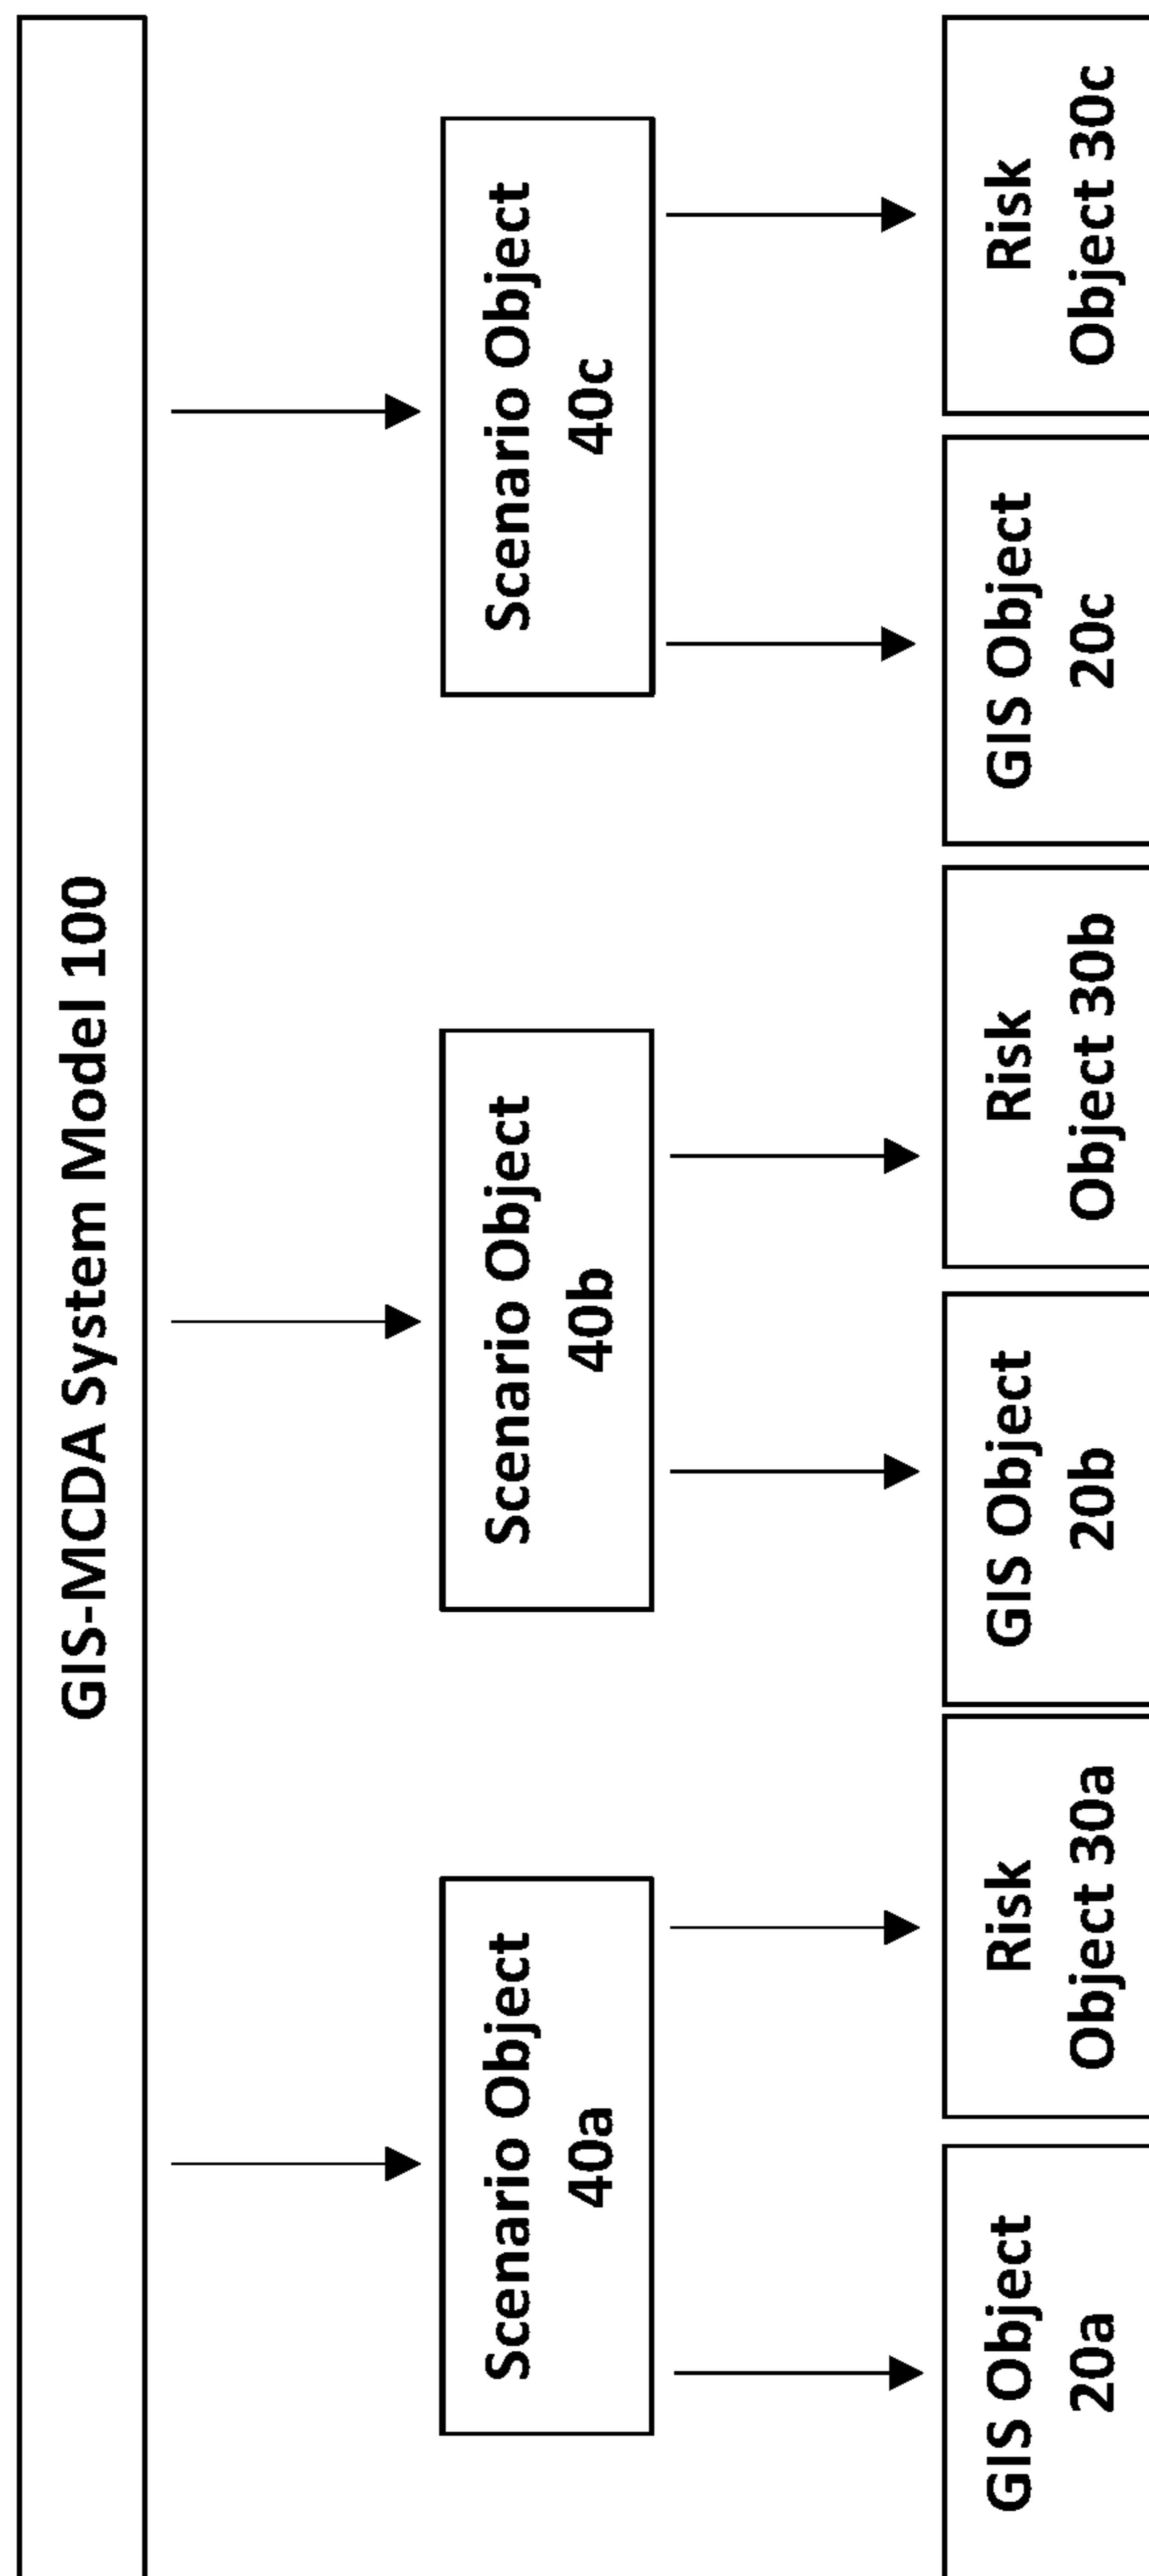 GIS-MCDA System Model 100
Scenario Object
40a
Scenario Object
40b
Scenario Object
40c
GIS Object
20a
Risk
Object 30a
GIS Object
20b
Risk
Object 30b
GIS Object
20c
Risk
Object 30c